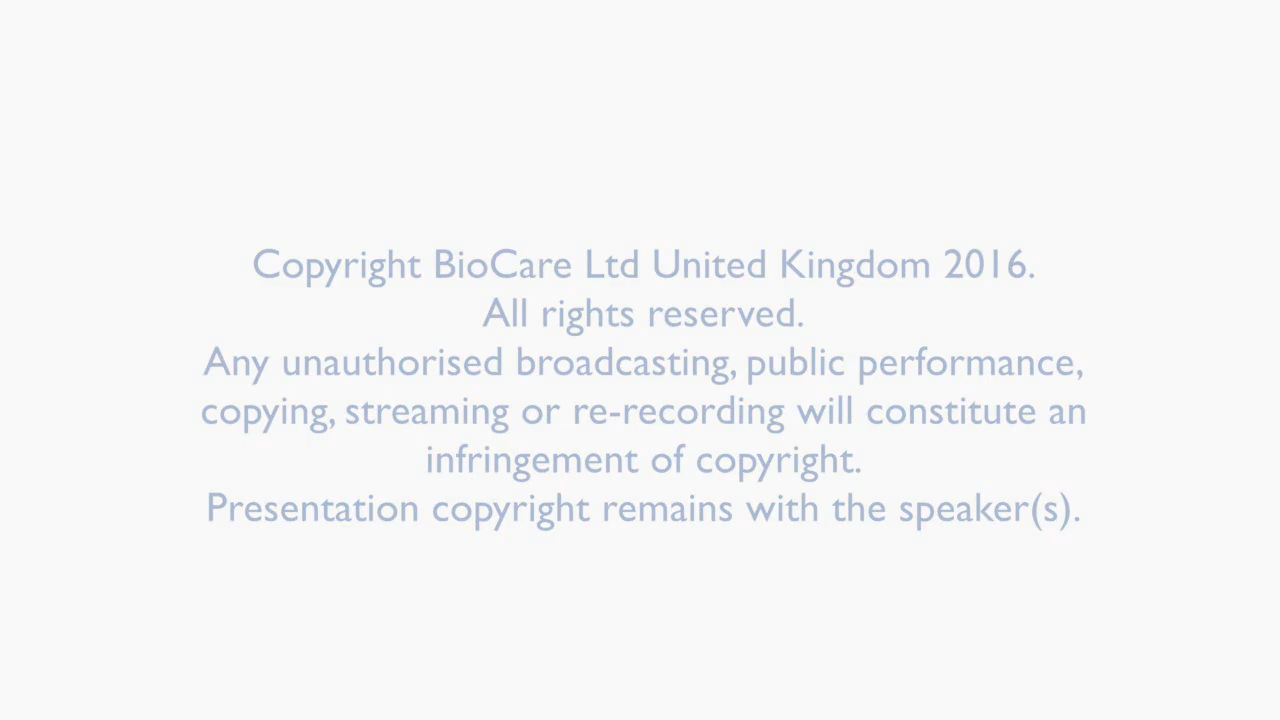 Copyright BioCare Ltd United Kingdom 2016.
All rights reserved.
Any unauthorised broadcasting, public performance,
copying, streaming or re-recording will constitute an
infringement of copyright.
Presentation copyright remains with the speaker(s).